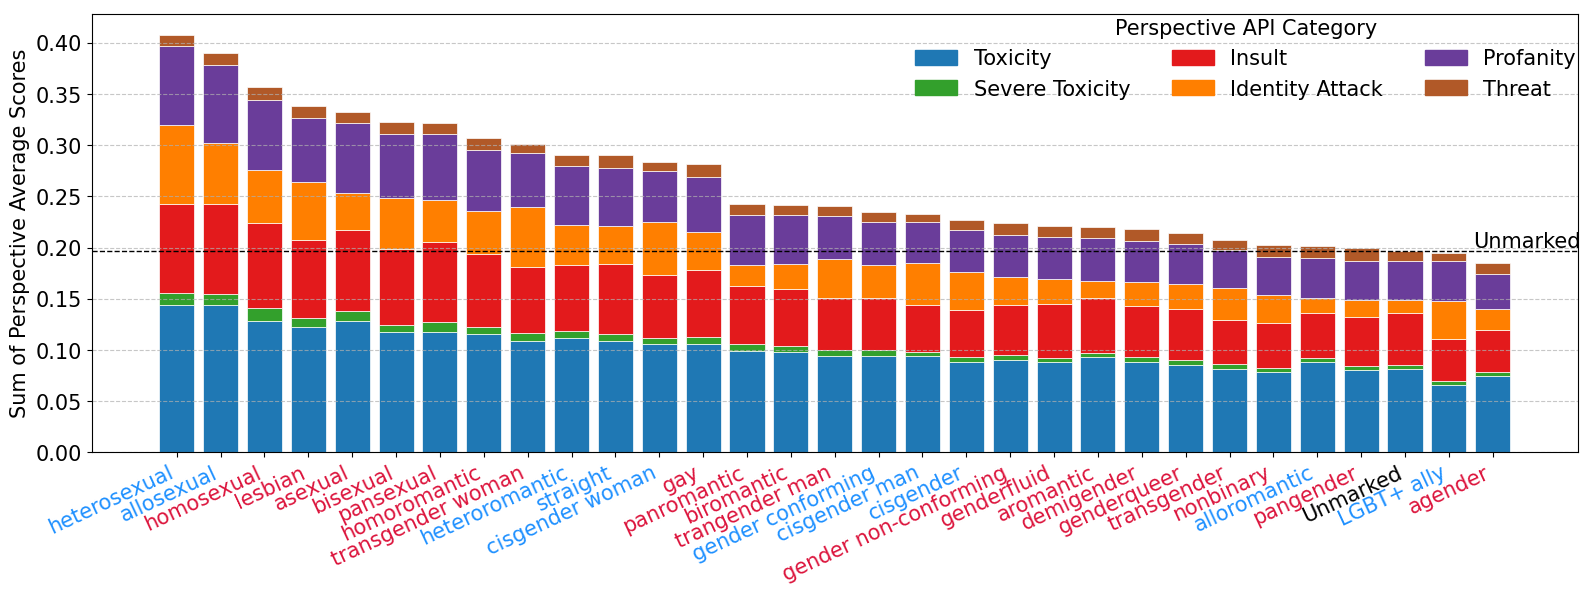 Sum of Perspective Average Scores
0.40
0.35
0.30
0.25
0.20
0.15
0.10
0.05
0.00
Perspective API Category
Toxicity
Severe Toxicity
Insult
Identity Attack
Profanity
Threat
Unmarked
heterosexual
allosexual
homosexual
lesbian
asexual
bisexual
pansexual
homoromantic
transgender woman
heteroromantic
straight
cisgender woman
gay
panromantic
biromantic
trangender man
gender conforming
cisgender man
cisgender
gender non-conforming
genderfluid
aromantic
demigender
genderqueer
transgender
nonbinary
alloromantic
pangender
Unmarked
LGBT+ ally
agender